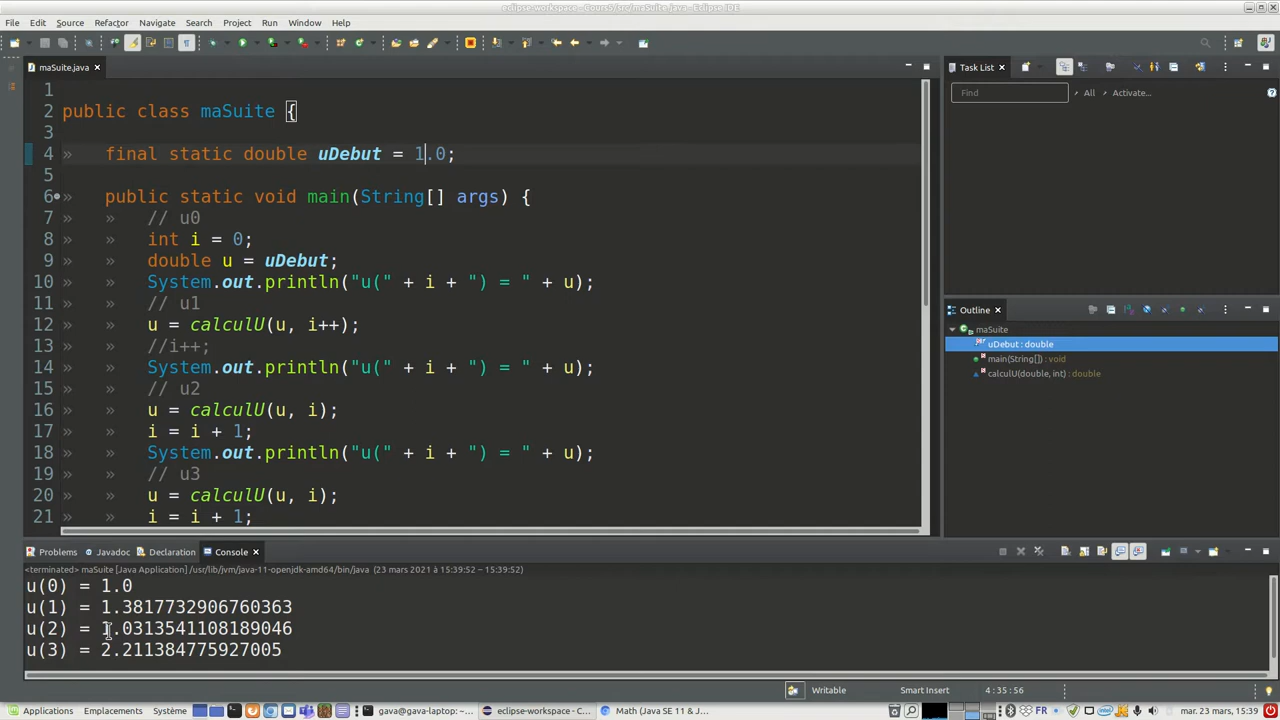 eclipse-workspace - Cours6/src/maSuite.java - Eclipse IDE
File Edit Source Refactor Navigate Search Project Run Window Help
maSuite.java
1
2 public class maSuite {
3
4 » final static double uDebut = 1.0;
5
6 » public static void main(String[] args) {
7 » » // u0
8 » » int i = 0;
9 » » double u = uDebut;
10 » » System.out.println("u(" + i + ") = " + u);
11 » » // u1
12 » » u = calculU(u, i++);
13 » » //i++;
14 » » System.out.println("u(" + i + ") = " + u);
15 » » // u2
16 » » u = calculU(u, i);
17 » » i = i + 1;
18 » » System.out.println("u(" + i + ") = " + u);
19 » » // u3
20 » » u = calculU(u, i);
21 » » i = i + 1;
Task List
Find All Activate...
Outline
maSuite
uDebut : double
main(String[]) : void
calculU(double, int) : double
Problems Javadoc Declaration Console
<terminated> maSuite [Java Application] /usr/lib/jvm/java-11-openjdk-amd64/bin/java (23 mars 2021 à 15:39:52 – 15:39:52)
u(0) = 1.0
u(1) = 1.3817732906760363
u(2) = 1.0313541108189046
u(3) = 2.211384775927005
Writable Smart Insert 4 : 35 : 56
Applications Emplacements Système gava@gava-laptop: ~... eclipse-workspace - C... Math (Java SE 11 & J... FR mar. 23 mars, 15:39